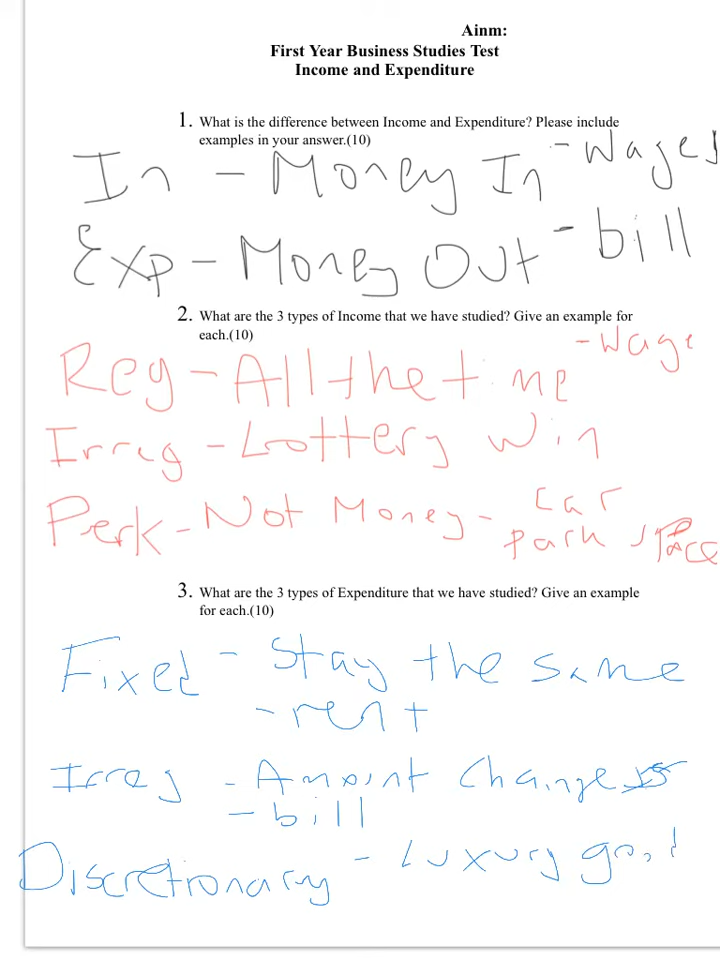 Ainm:
First Year Business Studies Test
Income and Expenditure
1. What is the difference between Income and Expenditure? Please include
examples in your answer.(10)
In - Money In - Wages
Exp - Money Out - bill
2. What are the 3 types of Income that we have studied? Give an example for
each.(10)
Reg - All the time - Wage
Irreg - Lottery Win
Perk - Not Money - Car
park space
3. What are the 3 types of Expenditure that we have studied? Give an example
for each.(10)
Fixed - Stay the same
- rent
Irreg - Amount Changes
- bill
Discretionary - Luxury good